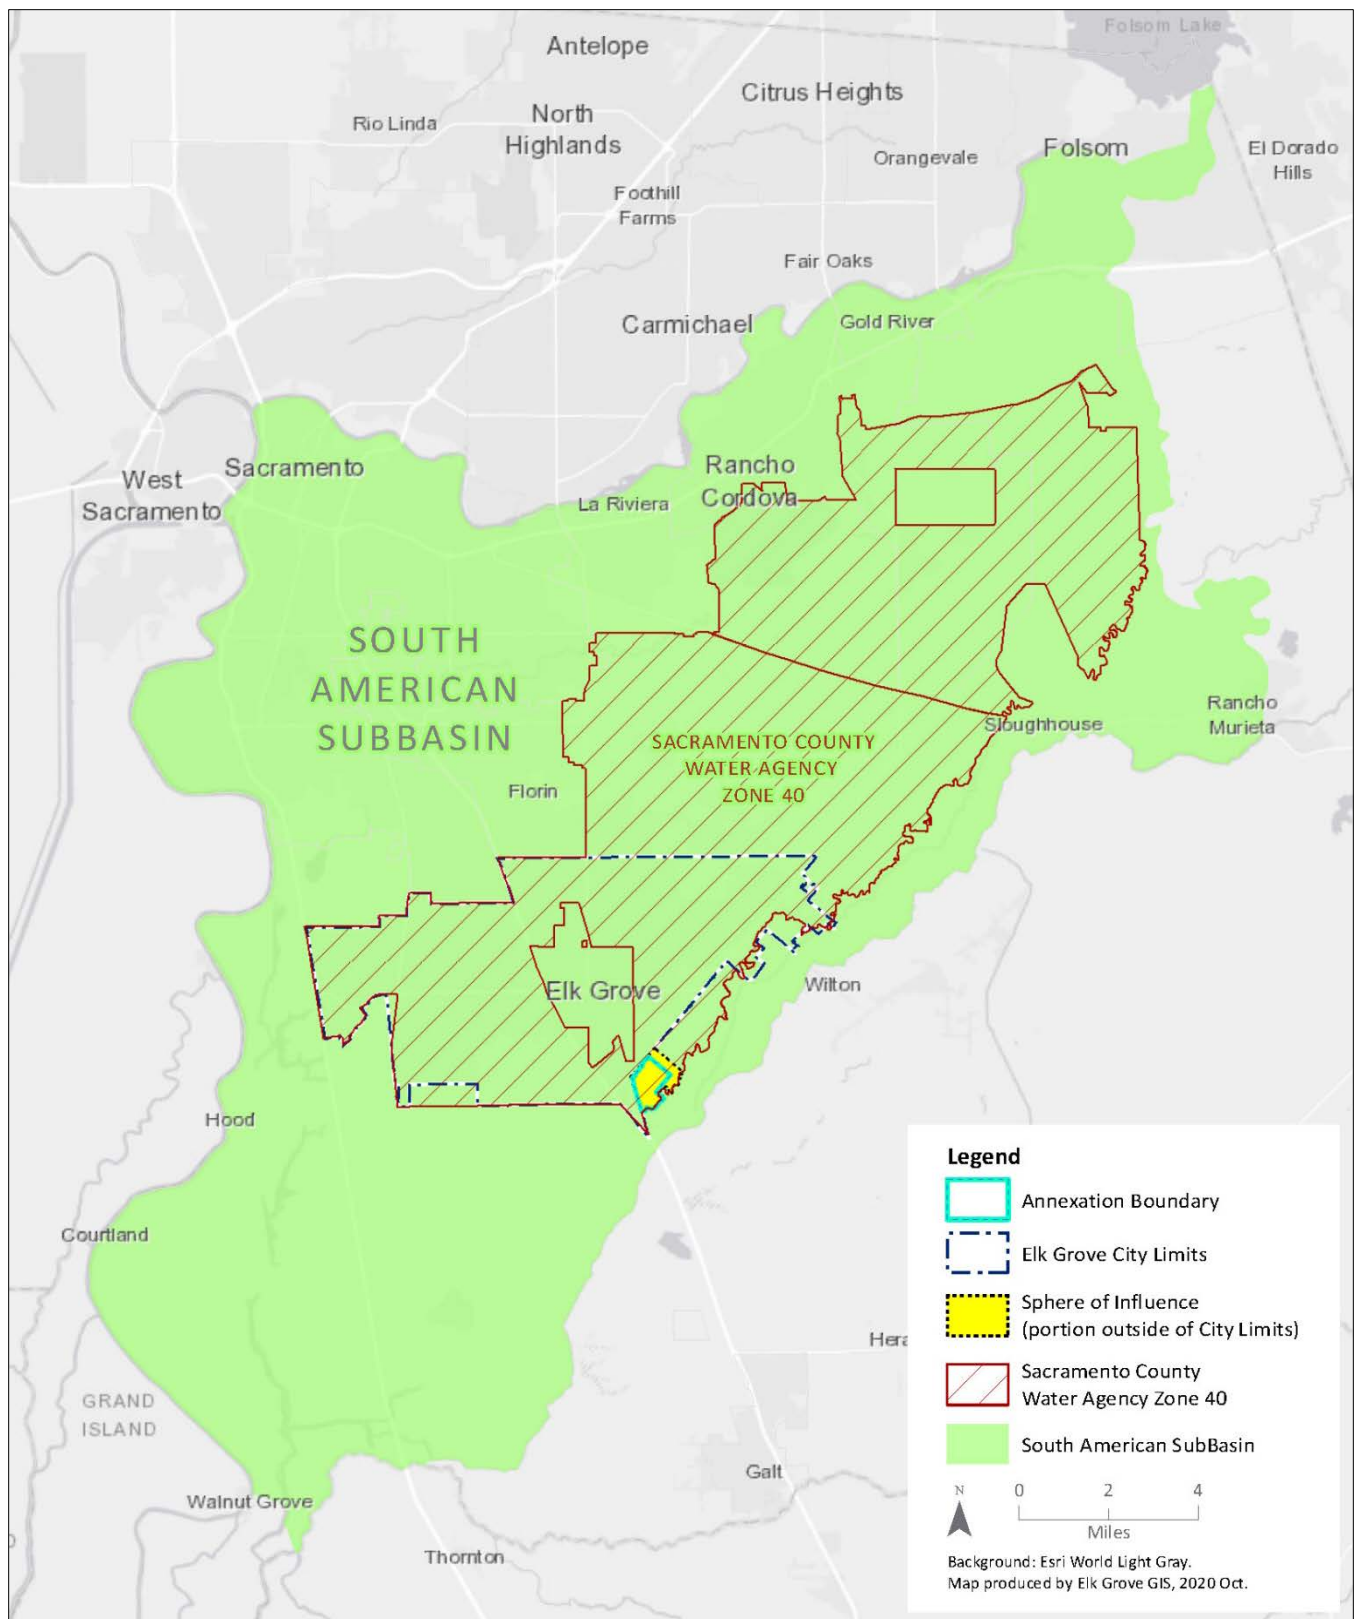 Folsom Lake
Antelope
Citrus Heights
North
Highlands
Rio Linda
Folsom
El Dorado
Hills
Orangevale
Foothill
Farms
Fair Oaks
Carmichael
Gold River
West
Sacramento
Sacramento
Rancho
Cordova
La Riviera
SOUTH
AMERICAN
SUBBASIN
Rancho
Murieta
Sloughhouse
SACRAMENTO COUNTY
WATER AGENCY
ZONE 40
Florin
Elk Grove
Wilton
Hood
Courtland
GRAND
ISLAND
Hera
Galt
Walnut Grove
Thornton
Legend
Annexation Boundary
Elk Grove City Limits
Sphere of Influence
(portion outside of City Limits)
Sacramento County
Water Agency Zone 40
South American SubBasin
N
0 2 4
Miles
Background: Esri World Light Gray.
Map produced by Elk Grove GIS, 2020 Oct.